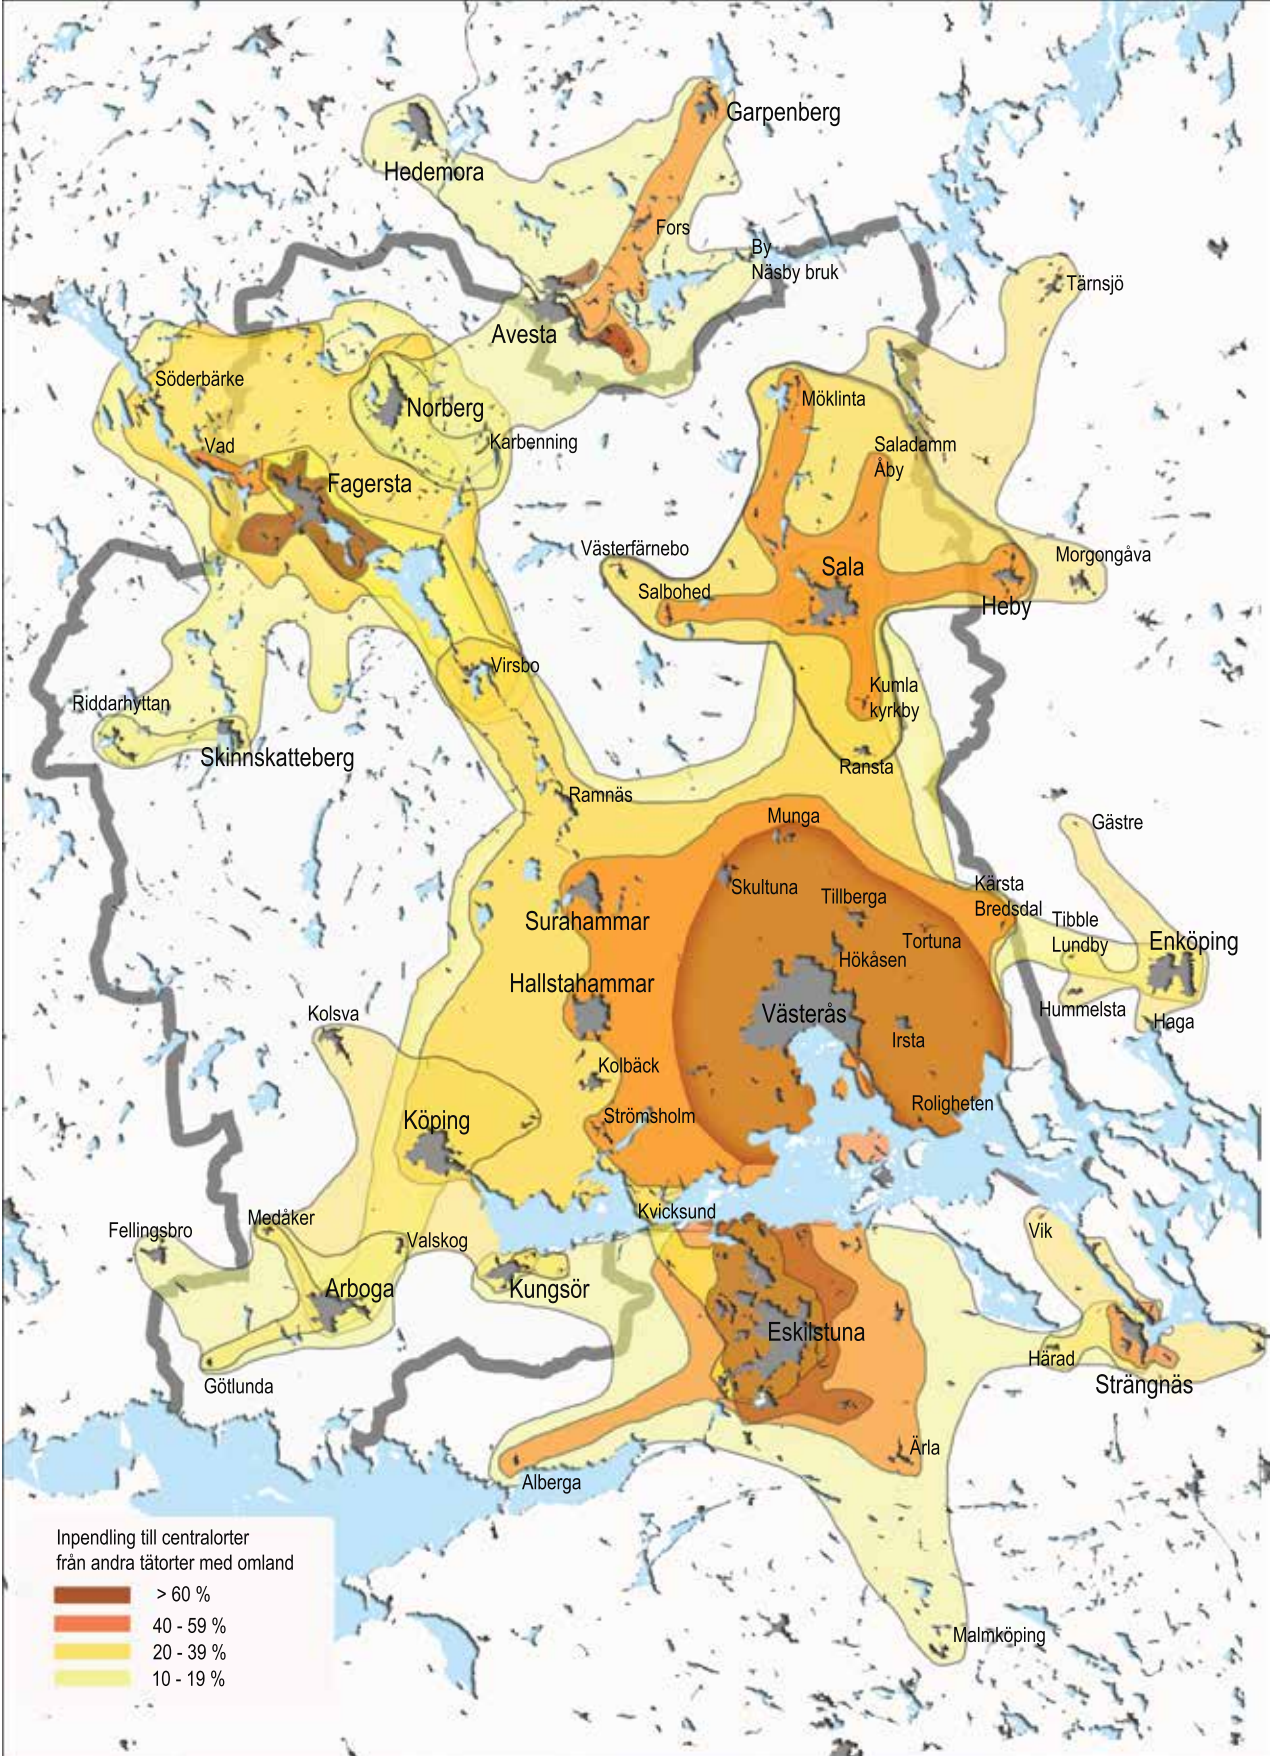 Garpenberg
Hedemora
Fors
By
Näsby bruk
Tärnsjö
Avesta
Söderbärke
Norberg
Möklinta
Karbenning
Vad
Saladamm
Åby
Fagersta
Västerfärnebo
Morgongåva
Sala
Salbohed
Heby
Virsbo
Kumla
kyrkby
Riddarhyttan
Skinnskatteberg
Ransta
Ramnäs
Munga
Gästre
Skultuna
Tillberga
Kärsta
Bredsdal
Surahammar
Tibble
Lundby
Tortuna
Enköping
Hökåsen
Hallstahammar
Västerås
Kolsva
Hummelsta
Haga
Irsta
Kolbäck
Köping
Strömsholm
Roligheten
Kvicksund
Medåker
Fellingsbro
Valskog
Vik
Arboga
Kungsör
Eskilstuna
Härad
Götlunda
Strängnäs
Ärla
Alberga
Malmköping
Inpendling till centralorter
från andra tätorter med omland
> 60 %
40 - 59 %
20 - 39 %
10 - 19 %